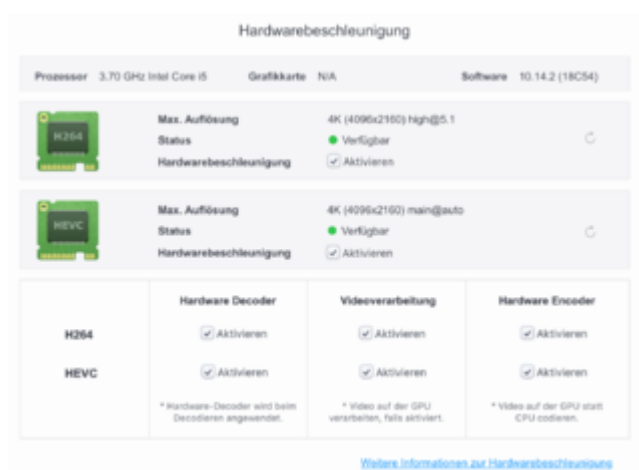 Hardwarebeschleunigung
Prozessor 3.70 GHz Intel Core i5 Grafikkarte N/A Software 10.14.2 (18C54)
H264
Max. Auflösung 4K (4096x2160) high@5.1
Status Verfügbar
Hardwarebeschleunigung Aktivieren
HEVC
Max. Auflösung 4K (4096x2160) main@auto
Status Verfügbar
Hardwarebeschleunigung Aktivieren
Hardware Decoder Videoverarbeitung Hardware Encoder
H264 Aktivieren Aktivieren Aktivieren
HEVC Aktivieren Aktivieren Aktivieren
* Hardware-Decoder wird beim * Video auf der GPU * Video auf der GPU statt
Decodieren angewendet. verarbeiten, falls aktiviert. CPU codieren.
Weitere Informationen zur Hardwarebeschleunigung